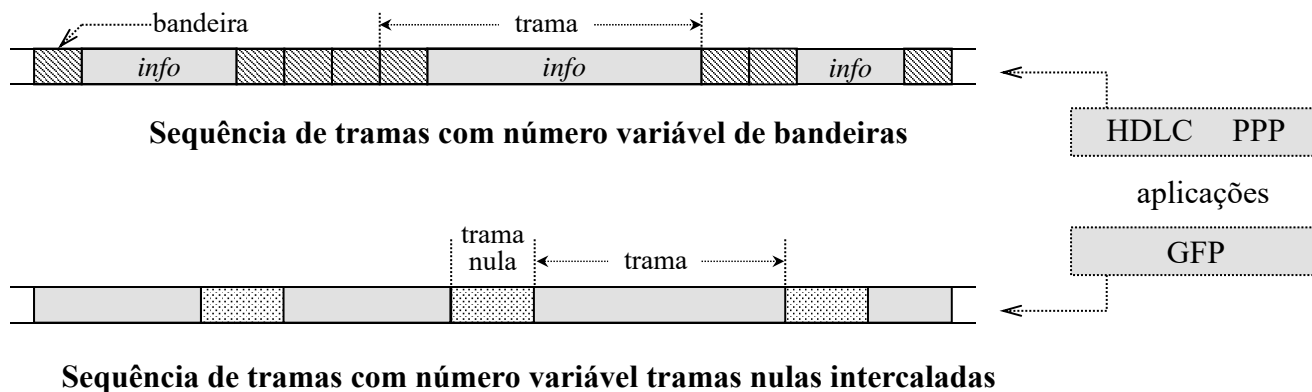 bandeira
trama
info
info
info
Sequência de tramas com número variável de bandeiras
HDLC PPP
aplicações
GFP
trama
nula
trama
Sequência de tramas com número variável tramas nulas intercaladas